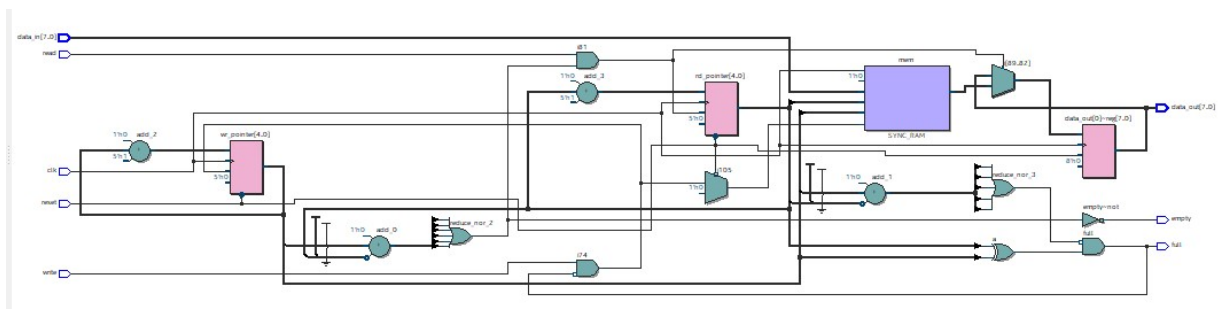 data_in[7.0]
read
i81
add_3
1'h0
5'h1
rd_pointer[4.0]
5'h0
mem
1'h0
SYNC_RAM
i[89,82]
data_out[7.0]
data_out[0]-reg[7.0]
8'h0
add_2
1'h0
5'h1
wr_pointer[4.0]
5'h0
clk
reset
i105
1'h0
add_1
1'h0
reduce_nor_3
reduce_nor_2
add_0
1'h0
empty-not
empty
full
full
write
i74